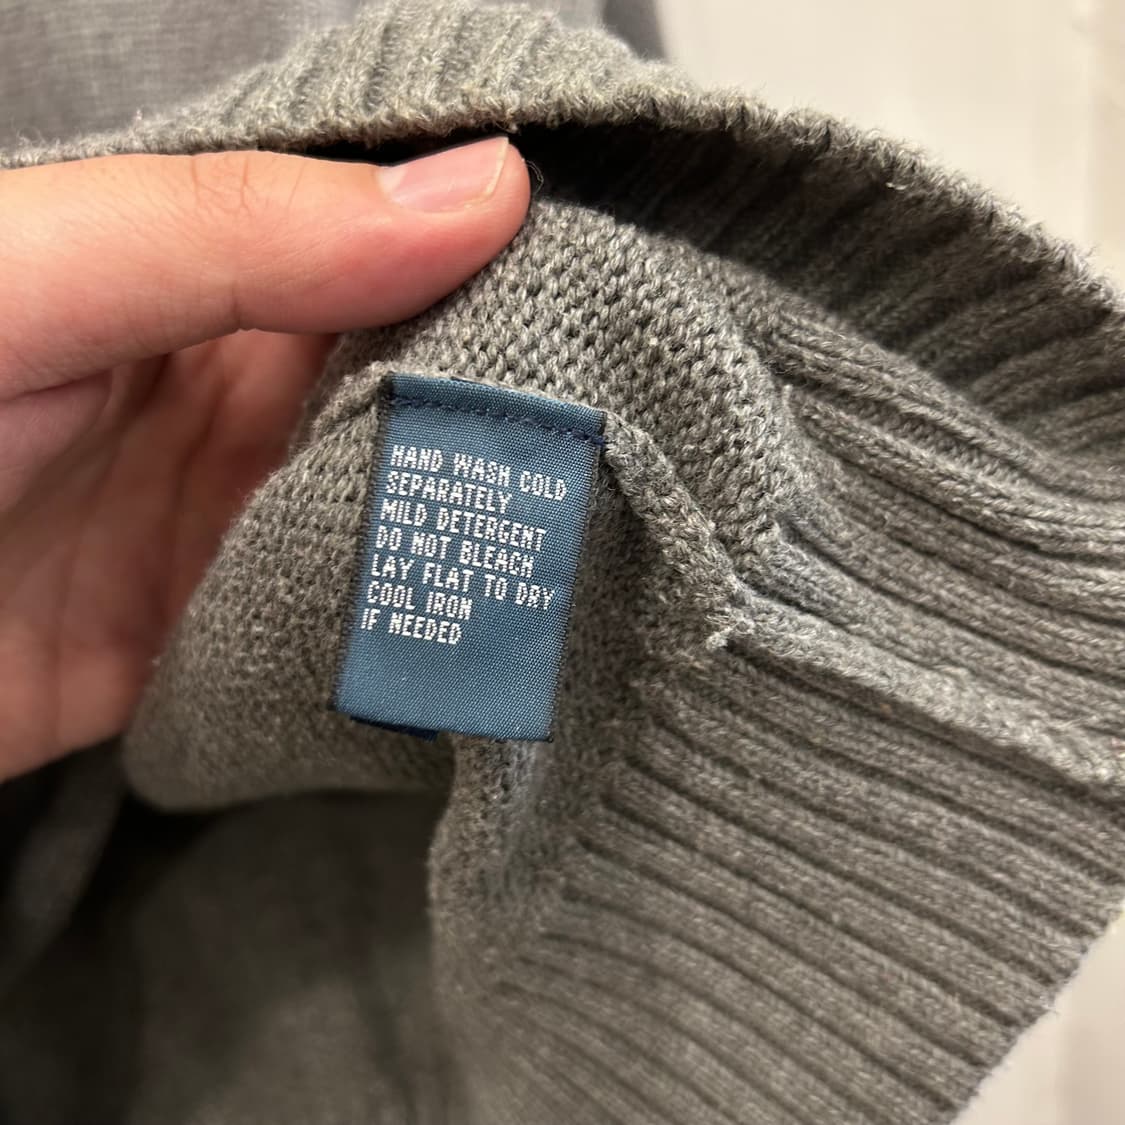 HAND WASH COLD
SEPARATELY
MILD DETERGENT
DO NOT BLEACH
LAY FLAT TO DRY
COOL IRON
IF NEEDED